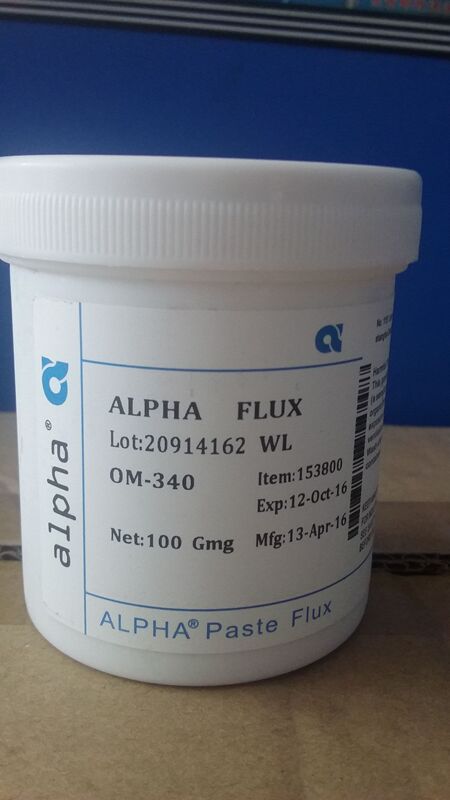 alpha®
ALPHA FLUX
Lot:20914162 WL
OM-340
Item:153800
Exp:12-Oct-16
Net:100 Gmg
Mfg:13-Apr-16
ALPHA® Paste Flux